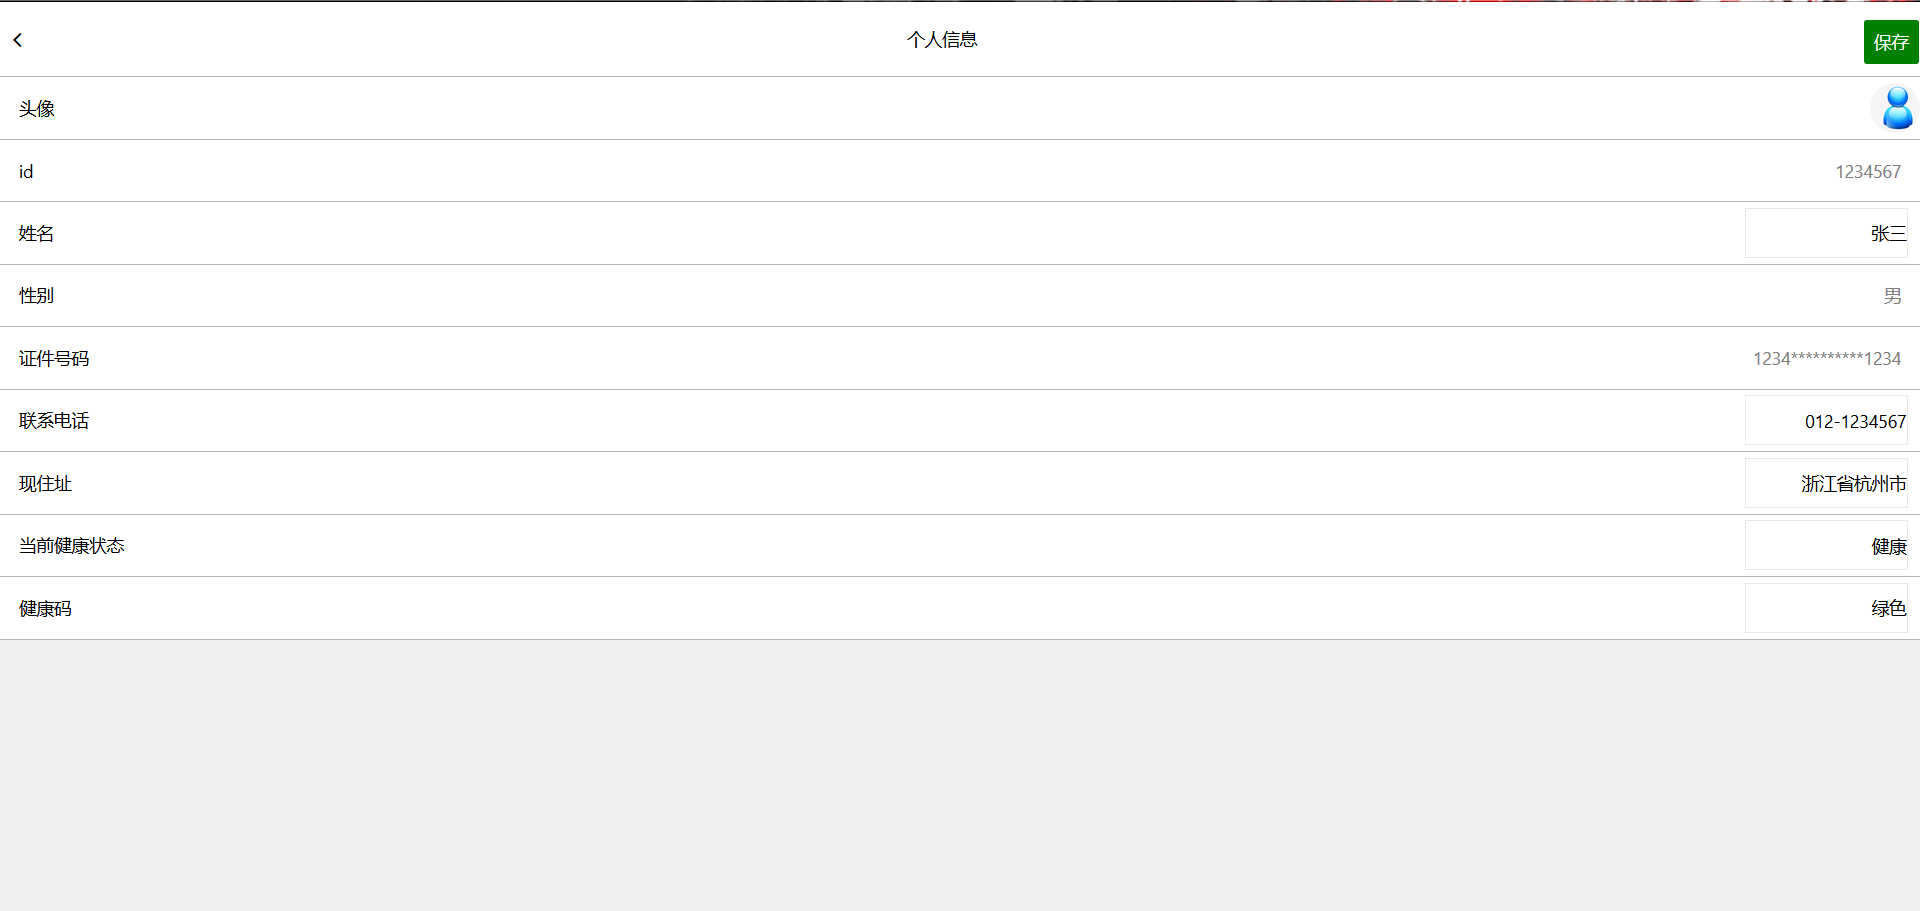 个人信息
保存
头像
id
1234567
姓名
张三
性别
男
证件号码
1234**********1234
联系电话
012-1234567
现住址
浙江省杭州市
当前健康状态
健康
健康码
绿色